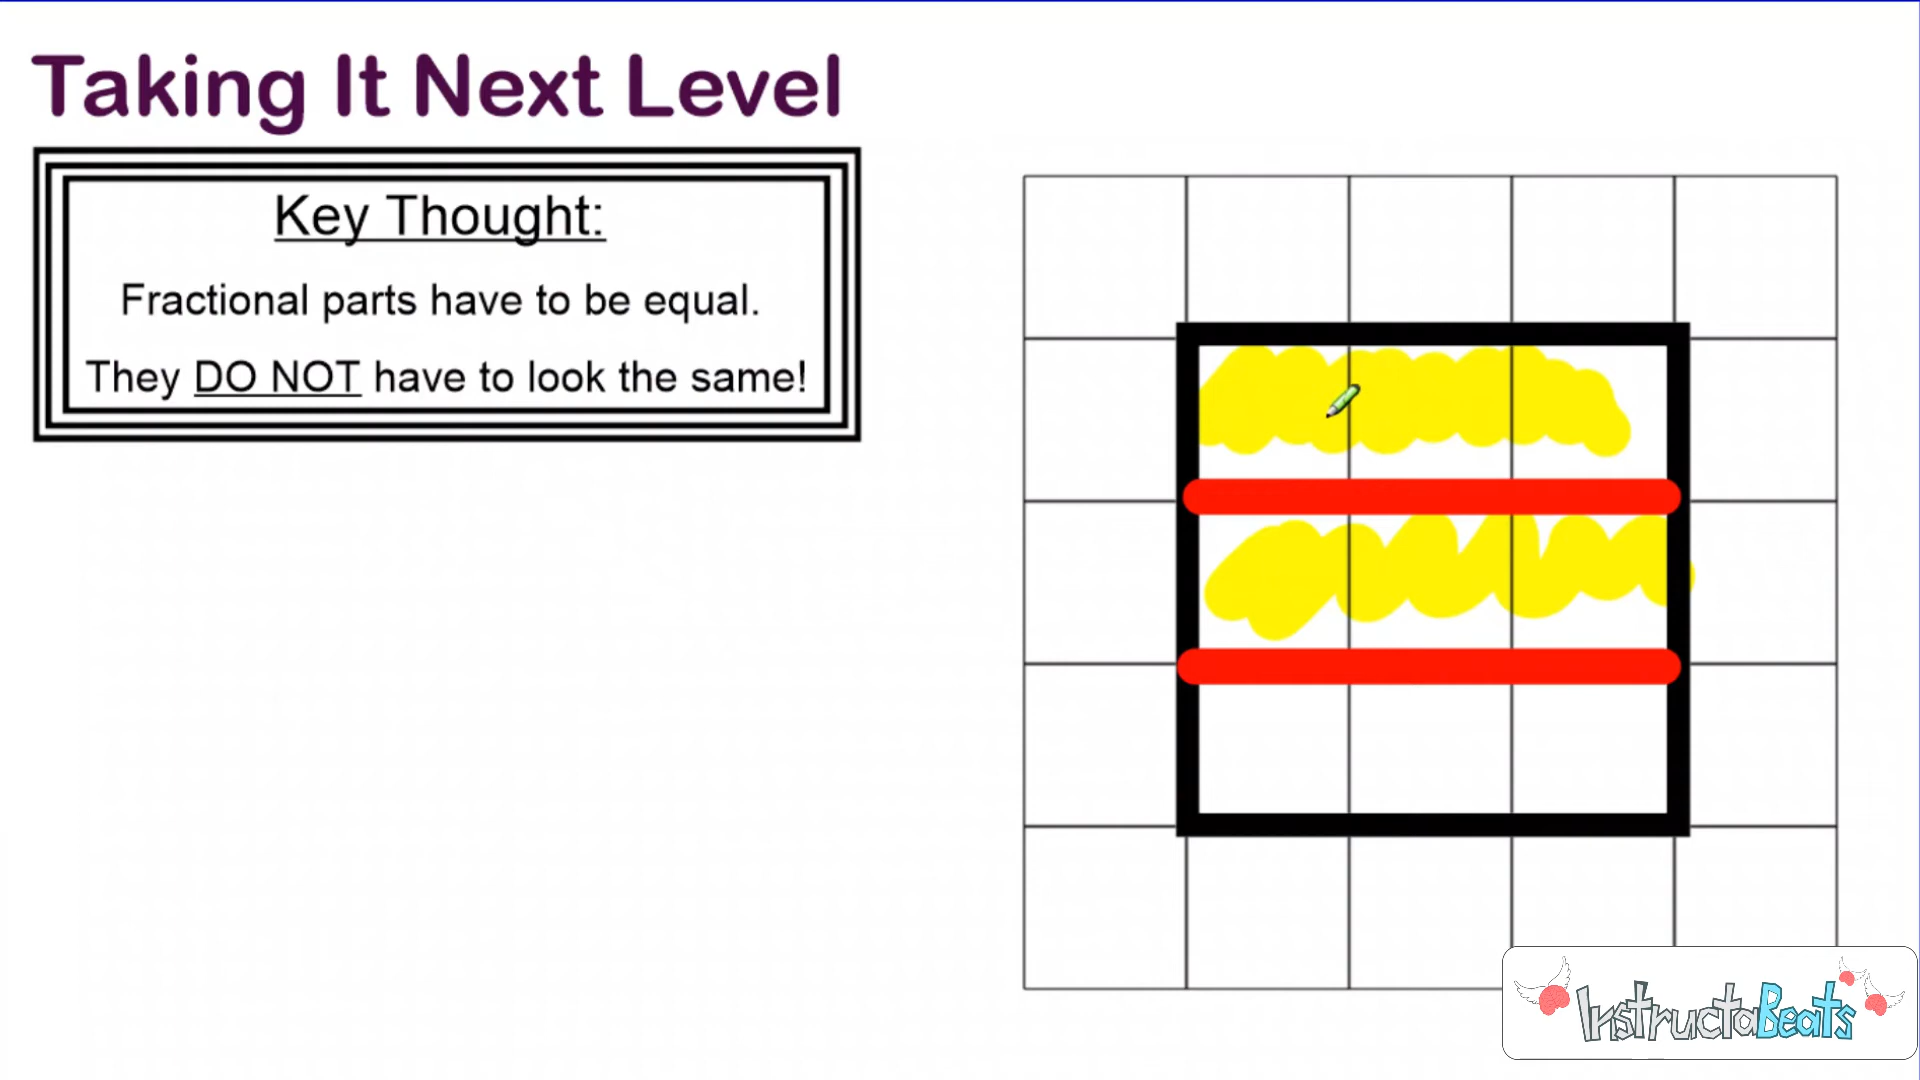 Taking It Next Level
Key Thought:
Fractional parts have to be equal.
They DO NOT have to look the same!
InstructaBeats